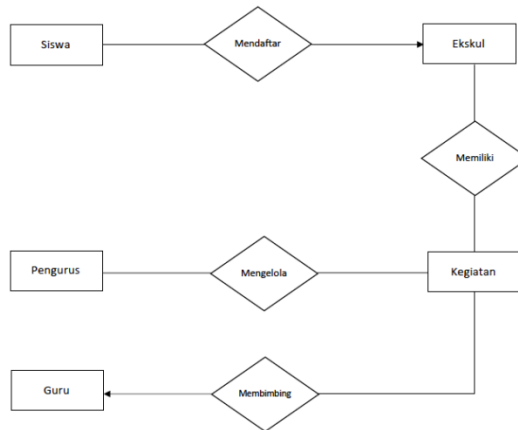 Siswa
Mendaftar
Ekskul
Memiliki
Pengurus
Mengelola
Kegiatan
Guru
Membimbing